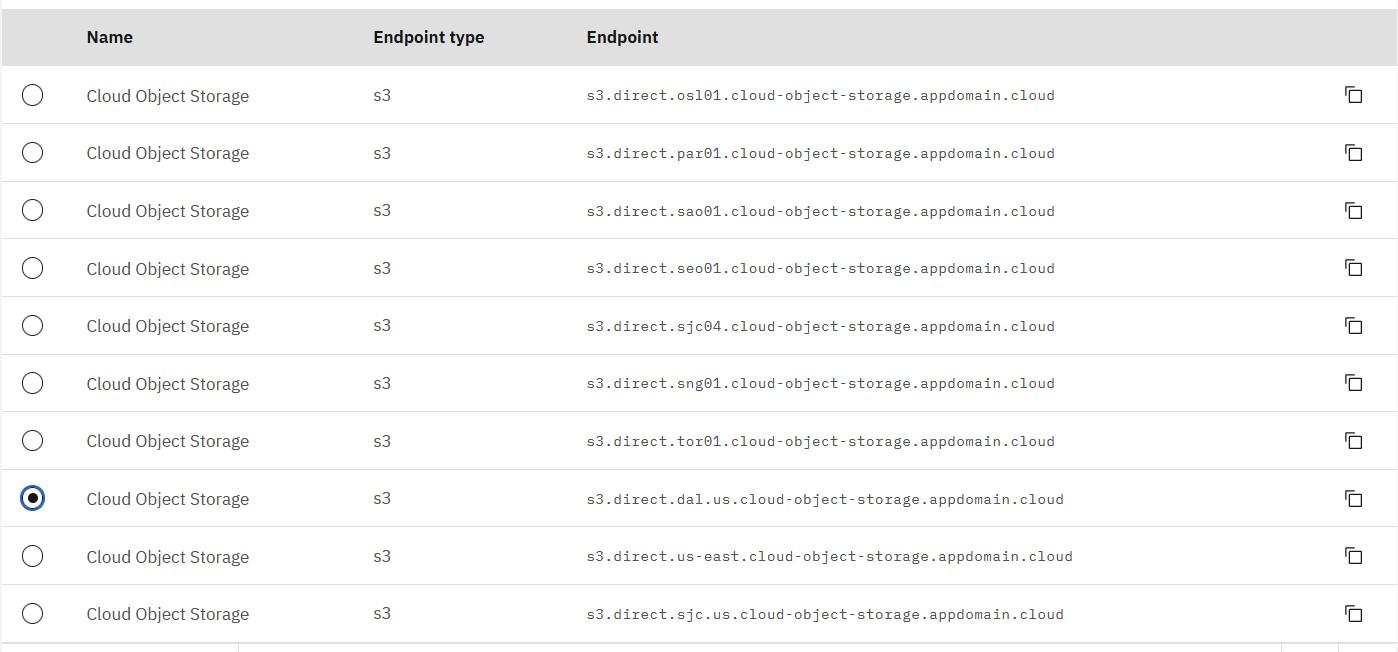 Name Endpoint type Endpoint
Cloud Object Storage s3 s3.direct.osl01.cloud-object-storage.appdomain.cloud
Cloud Object Storage s3 s3.direct.par01.cloud-object-storage.appdomain.cloud
Cloud Object Storage s3 s3.direct.sao01.cloud-object-storage.appdomain.cloud
Cloud Object Storage s3 s3.direct.seo01.cloud-object-storage.appdomain.cloud
Cloud Object Storage s3 s3.direct.sjc04.cloud-object-storage.appdomain.cloud
Cloud Object Storage s3 s3.direct.sng01.cloud-object-storage.appdomain.cloud
Cloud Object Storage s3 s3.direct.tor01.cloud-object-storage.appdomain.cloud
Cloud Object Storage s3 s3.direct.dal.us.cloud-object-storage.appdomain.cloud
Cloud Object Storage s3 s3.direct.us-east.cloud-object-storage.appdomain.cloud
Cloud Object Storage s3 s3.direct.sjc.us.cloud-object-storage.appdomain.cloud